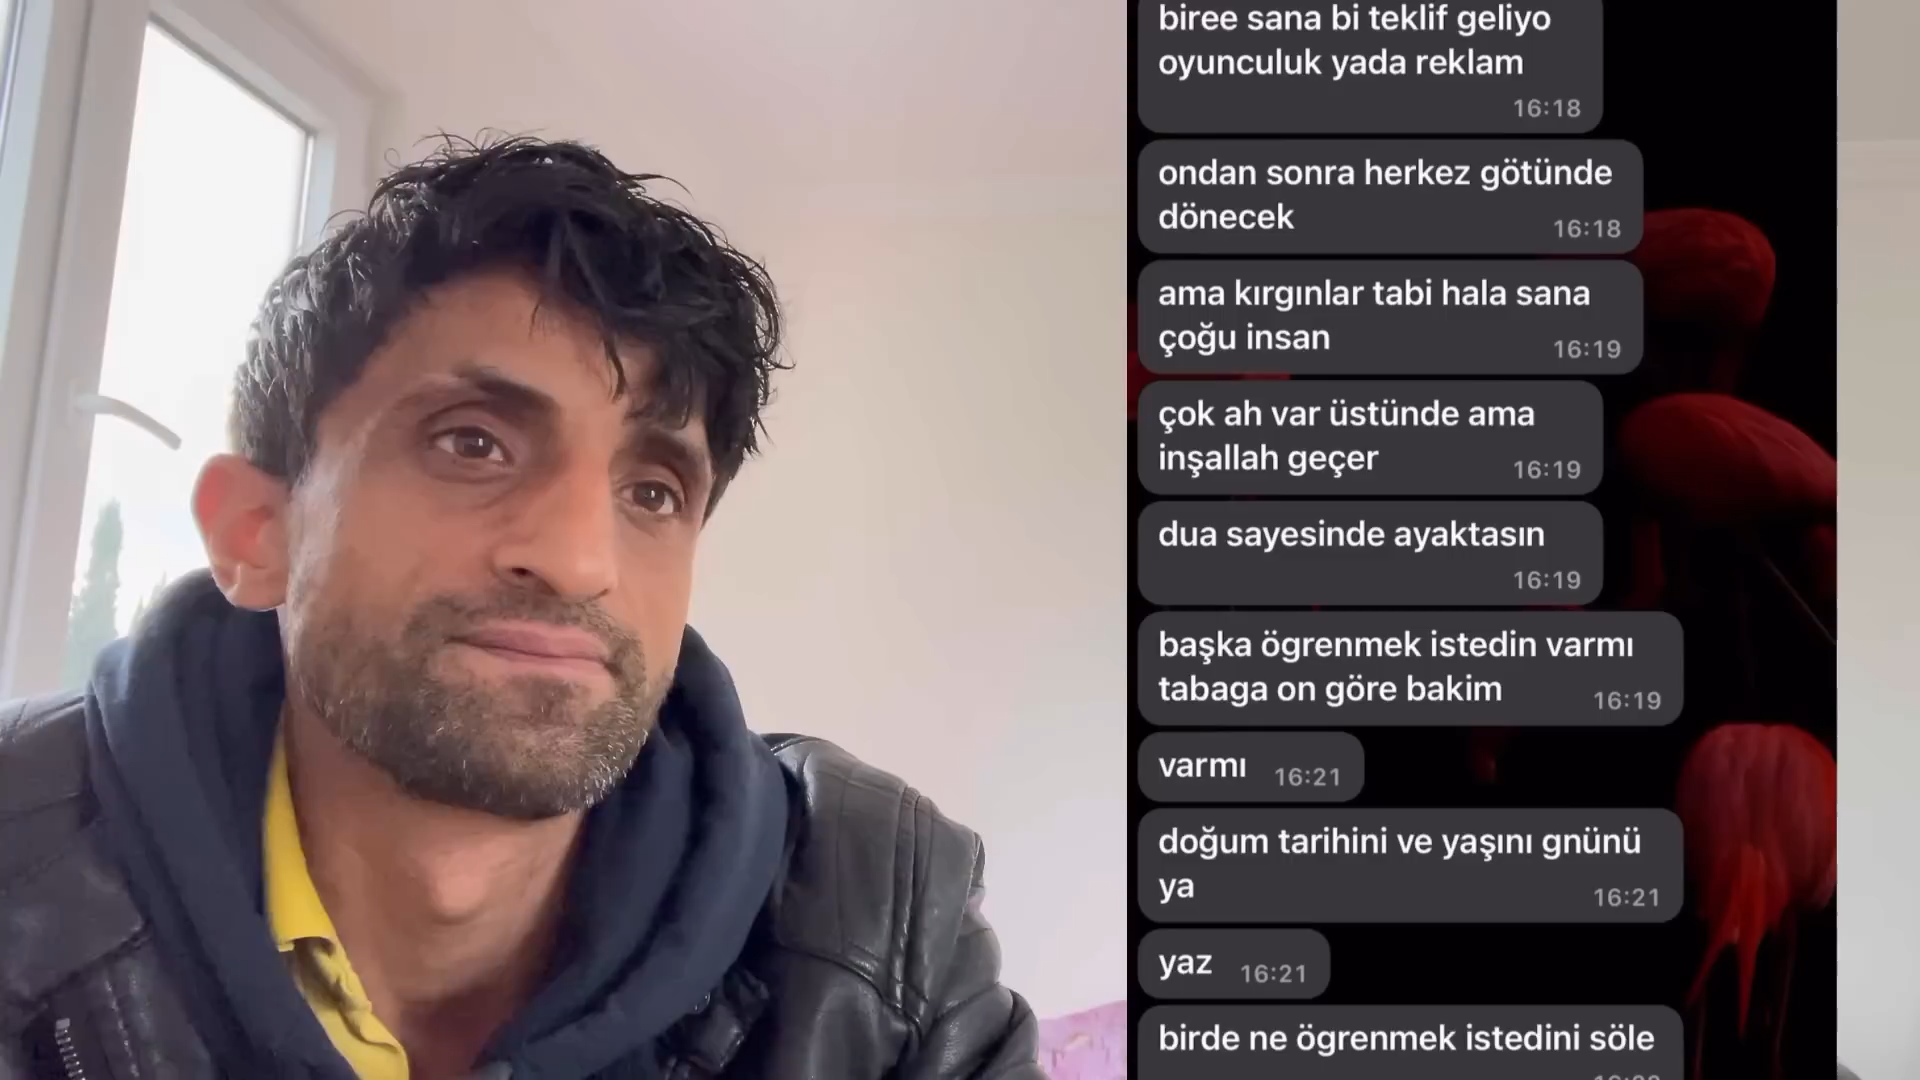 biree sana bi teklif geliyo
oyunculuk yada reklam
16:18
ondan sonra herkez götünde
dönecek
16:18
ama kırgınlar tabi hala sana
çoğu insan
16:19
çok ah var üstünde ama
inşallah geçer
16:19
dua sayesinde ayaktasın
16:19
başka ögrenmek istedin varmı
tabaga on göre bakim
16:19
varmı
16:21
doğum tarihini ve yaşını gnünü
ya
16:21
yaz
16:21
birde ne ögrenmek istedini söle